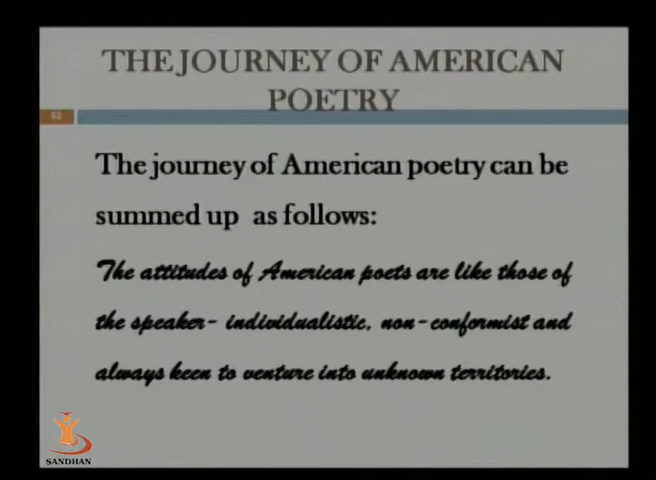 THE JOURNEY OF AMERICAN
POETRY
62
The journey of American poetry can be
summed up as follows:
The attitudes of American poets are like those of
the speaker- individualistic, non-conformist and
always keen to venture into unknown territories.
SANDHAN